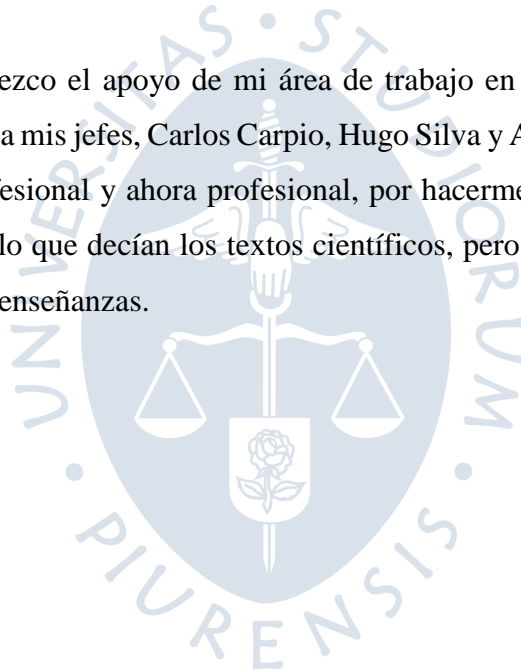 ezco el apoyo de mi área de trabajo en
a mis jefes, Carlos Carpio, Hugo Silva y A
fesional y ahora profesional, por hacerme
lo que decían los textos científicos, pero
enseñanzas.
UNIVERSITAS • STUDIORUM • PIURENSIS •